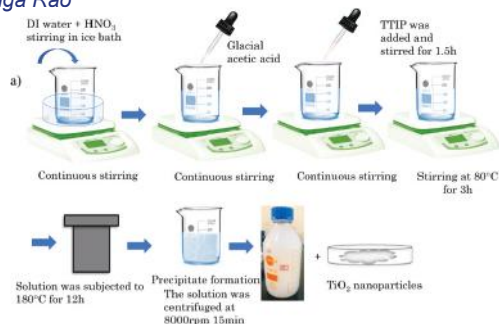 DI water + HNO₃
stirring in ice bath
a)
Glacial
acetic acid
TTIP was
added and
stirred for 1.5h
Continuous stirring
Continuous stirring
Continuous stirring
Stirring at 80°C
for 3h
Solution was subjected to
180°C for 12h
Precipitate formation
The solution was
centrifuged at
8000rpm 15min
+
TiO₂ nanoparticles